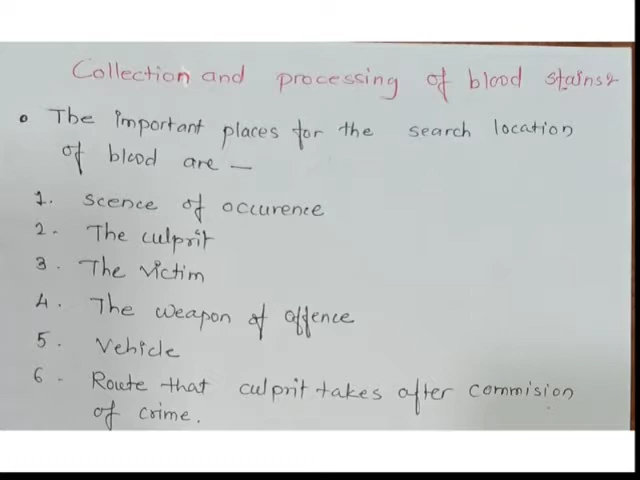 Collection and processing of blood stains
• The important places for the search location
of blood are —
1. scence of occurence
2. The culprit
3. The victim
4. The weapon of offence
5. Vehicle
6. Route that culprit takes after commision
of crime.